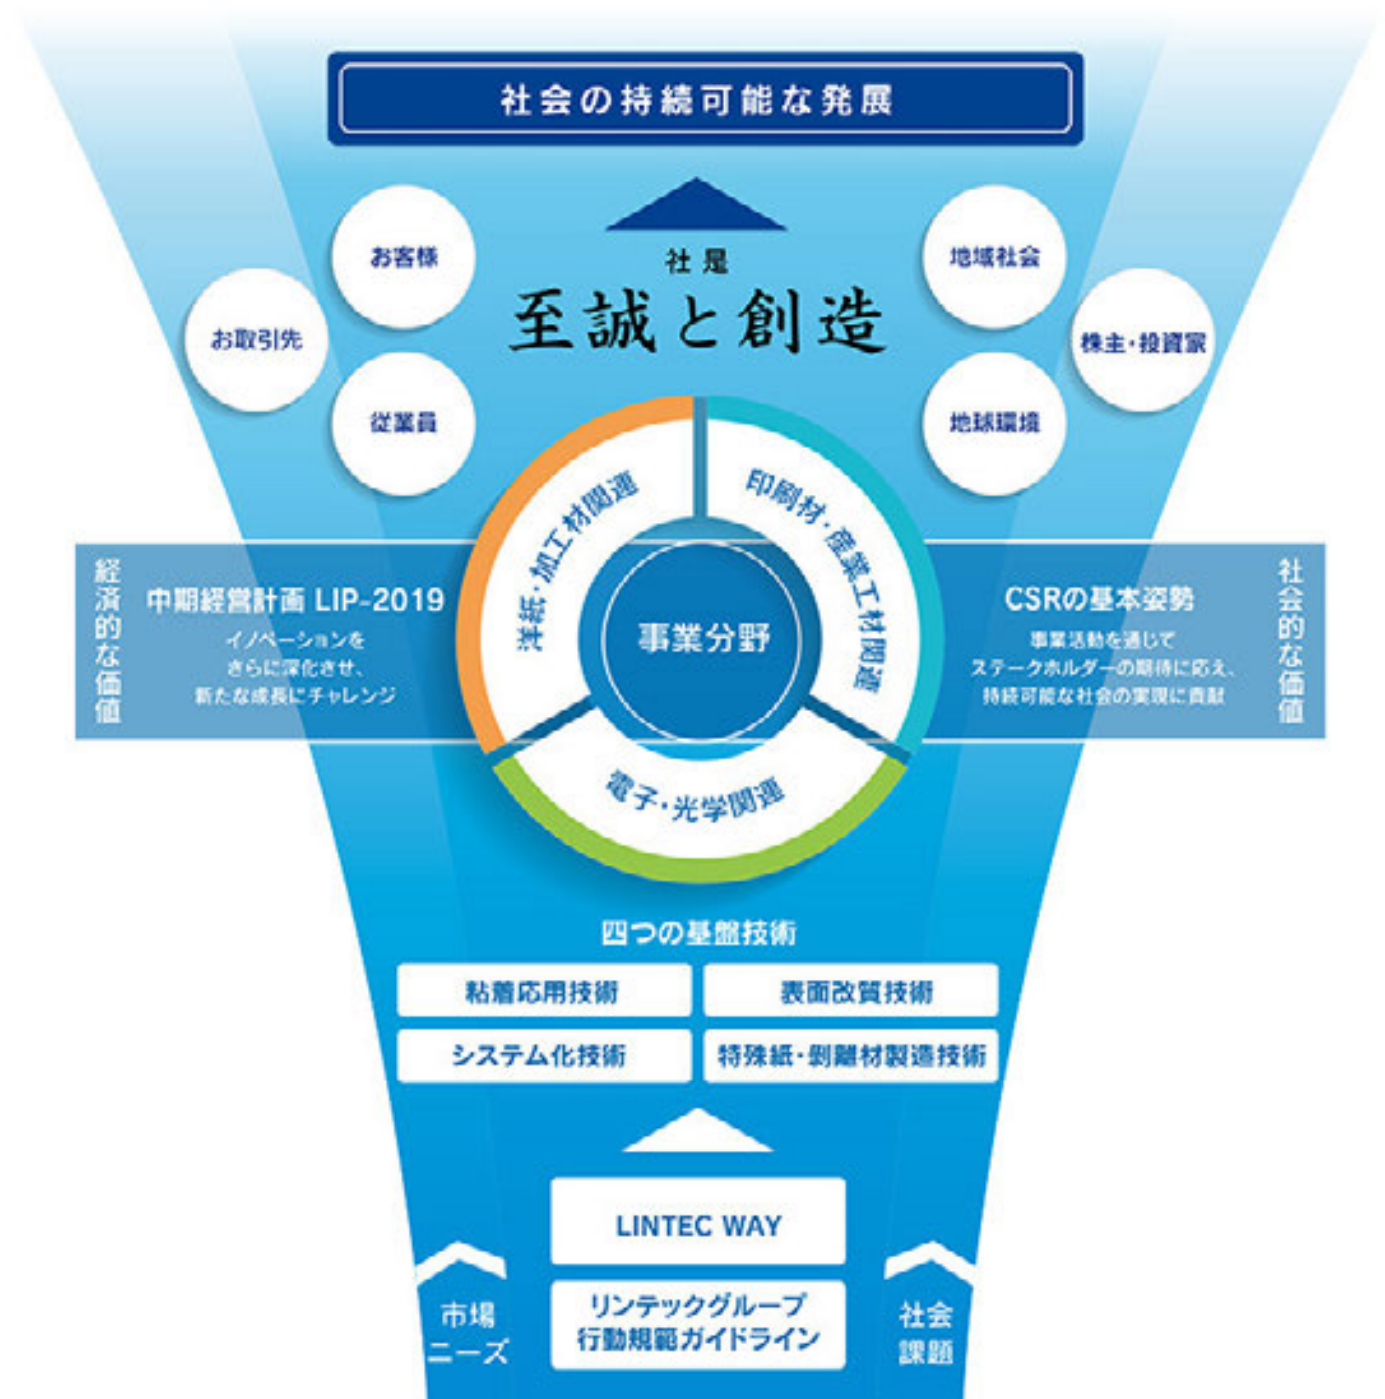 社会の持続可能な発展
社是
至誠と創造
お客様
お取引先
従業員
地域社会
株主・投資家
地球環境
洋紙・加工材関連
印刷材・産業工材関連
電子・光学関連
事業分野
経済的な価値
中期経営計画 LIP-2019
イノベーションを
さらに深化させ、
新たな成長にチャレンジ
CSRの基本姿勢
事業活動を通じて
ステークホルダーの期待に応え、
持続可能な社会の実現に貢献
社会的な価値
四つの基盤技術
粘着応用技術
表面改質技術
システム化技術
特殊紙・剝離材製造技術
LINTEC WAY
リンテックグループ
行動規範ガイドライン
市場
ニーズ
社会
課題